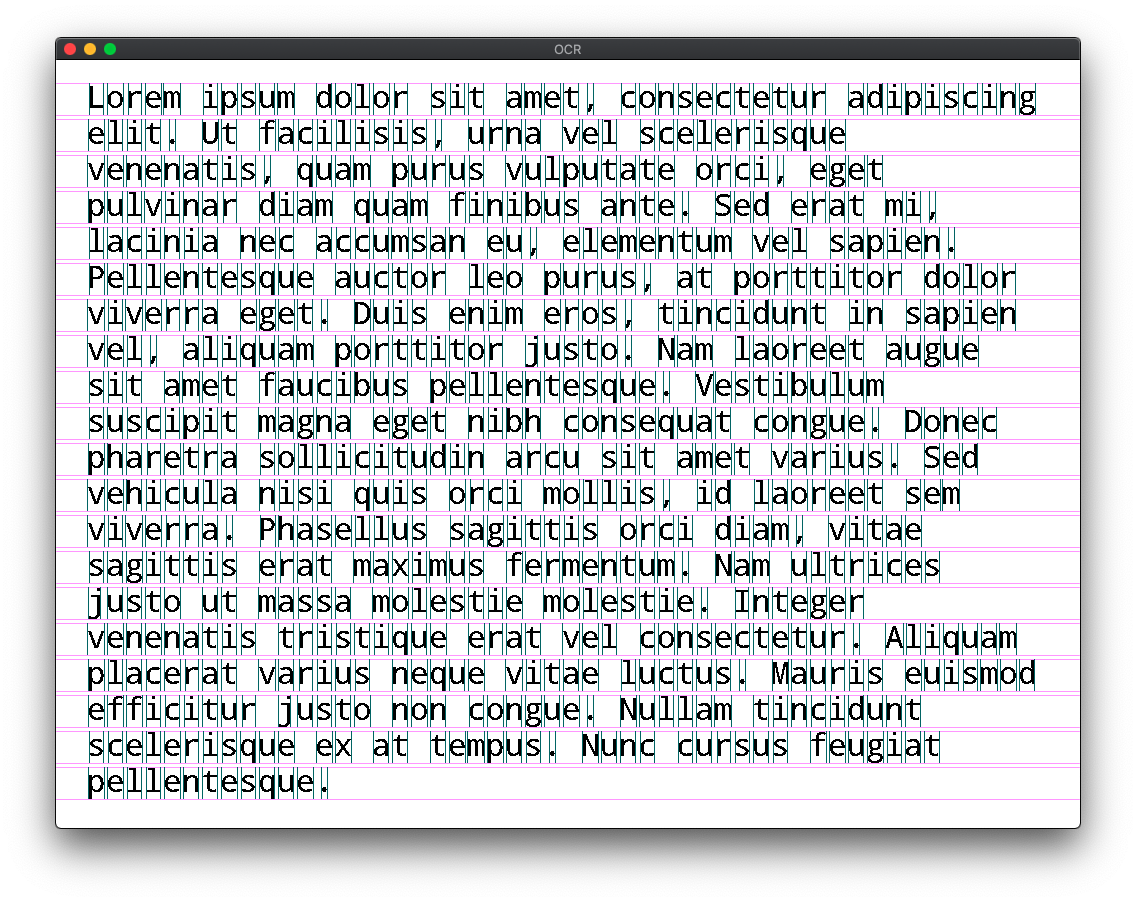 OCR
Lorem ipsum dolor sit amet, consectetur adipiscing
elit. Ut facilisis, urna vel scelerisque
venenatis, quam purus vulputate orci, eget
pulvinar diam quam finibus ante. Sed erat mi,
lacinia nec accumsan eu, elementum vel sapien.
Pellentesque auctor leo purus, at porttitor dolor
viverra eget. Duis enim eros, tincidunt in sapien
vel, aliquam porttitor justo. Nam laoreet augue
sit amet faucibus pellentesque. Vestibulum
suscipit magna eget nibh consequat congue. Donec
pharetra sollicitudin arcu sit amet varius. Sed
vehicula nisi quis orci mollis, id laoreet sem
viverra. Phasellus sagittis orci diam, vitae
sagittis erat maximus fermentum. Nam ultrices
justo ut massa molestie molestie. Integer
venenatis tristique erat vel consectetur. Aliquam
placerat varius neque vitae luctus. Mauris euismod
efficitur justo non congue. Nullam tincidunt
scelerisque ex at tempus. Nunc cursus feugiat
pellentesque.